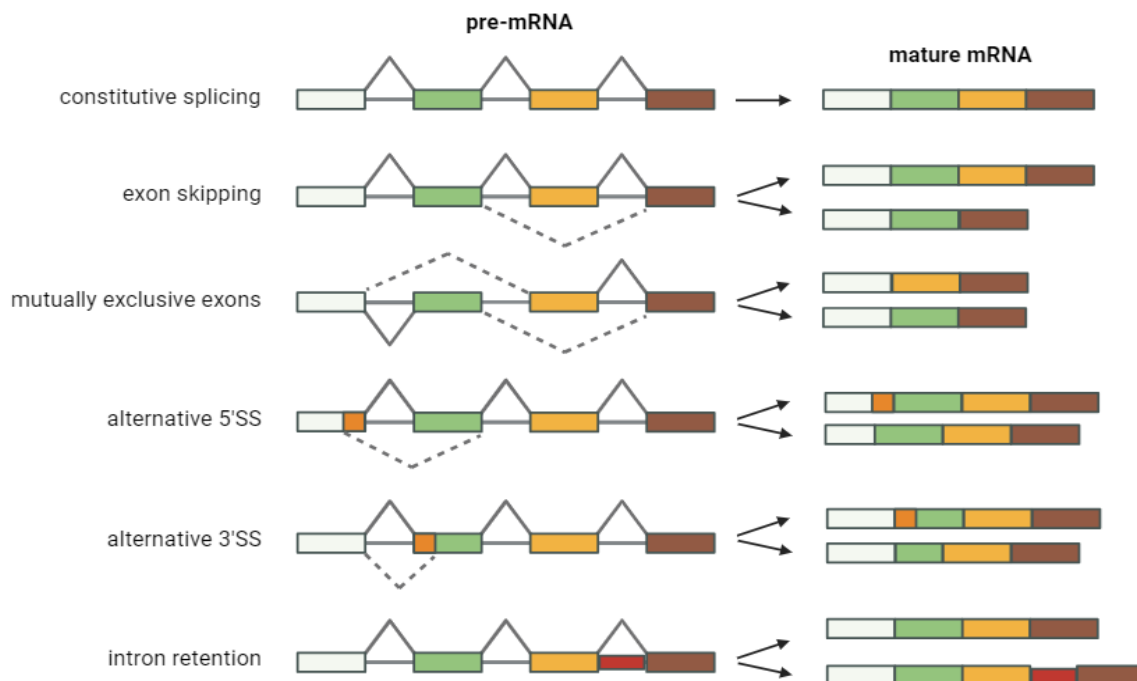 pre-mRNA
mature mRNA
constitutive splicing
exon skipping
mutually exclusive exons
alternative 5'SS
alternative 3'SS
intron retention